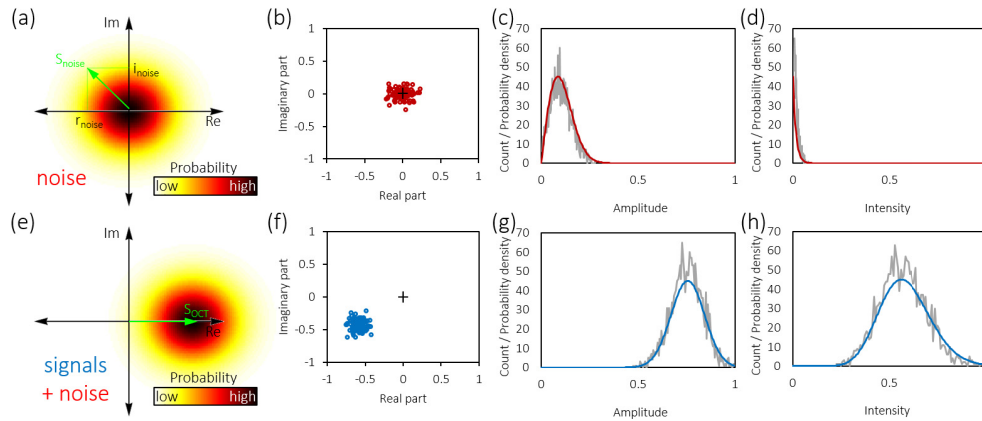 (a)
Im
S noise
i noise
r noise
Re
noise
Probability
low high
(b)
Imaginary part
1
0.5
0
-0.5
-1
-1 -0.5 0 0.5 1
Real part
(c)
Count / Probability density
70
60
50
40
30
20
10
0
0 0.5 1
Amplitude
(d)
Count / Probability density
70
60
50
40
30
20
10
0
0 0.5
Intensity
(e)
Im
S OCT
Re
signals
+ noise
Probability
low high
(f)
Imaginary part
1
0.5
0
-0.5
-1
-1 -0.5 0 0.5 1
Real part
(g)
Count / Probability density
70
60
50
40
30
20
10
0
0 0.5 1
Amplitude
(h)
Count / Probability density
70
60
50
40
30
20
10
0
0 0.5
Intensity